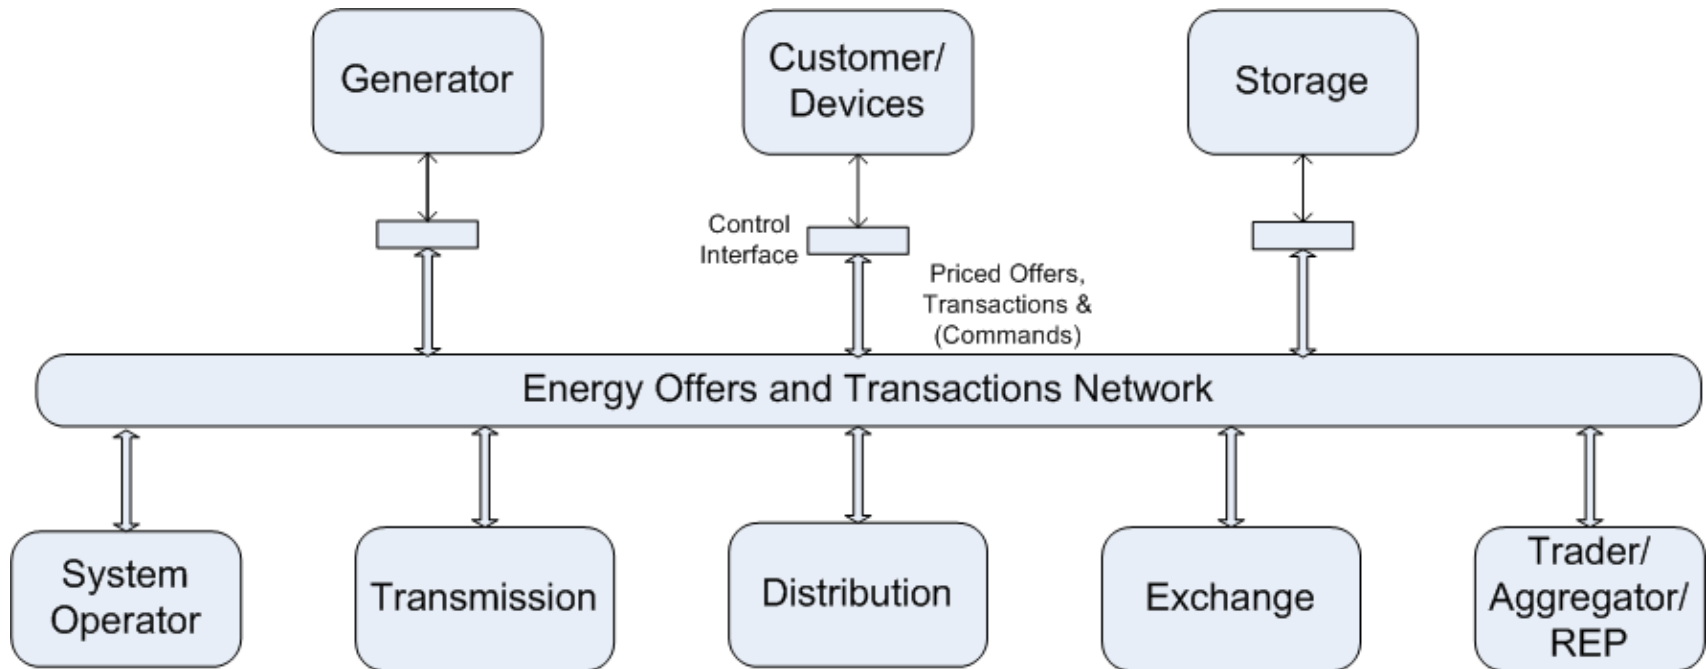 Generator
Customer/
Devices
Storage
Control
Interface
Priced Offers,
Transactions &
(Commands)
Energy Offers and Transactions Network
System
Operator
Transmission
Distribution
Exchange
Trader/
Aggregator/
REP